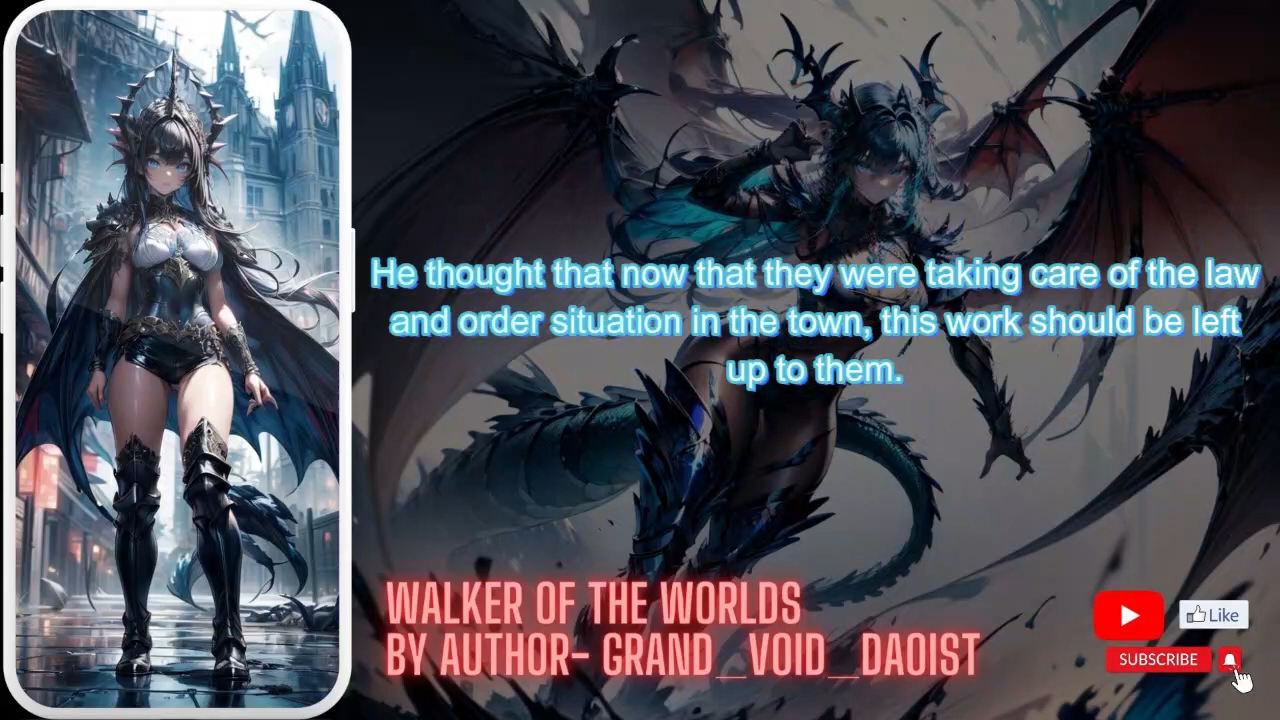 He thought that now that they were taking care of the law
and order situation in the town, this work should be left
up to them.
WALKER OF THE WORLDS
BY AUTHOR- GRAND_VOID_DAOIST
Like
SUBSCRIBE